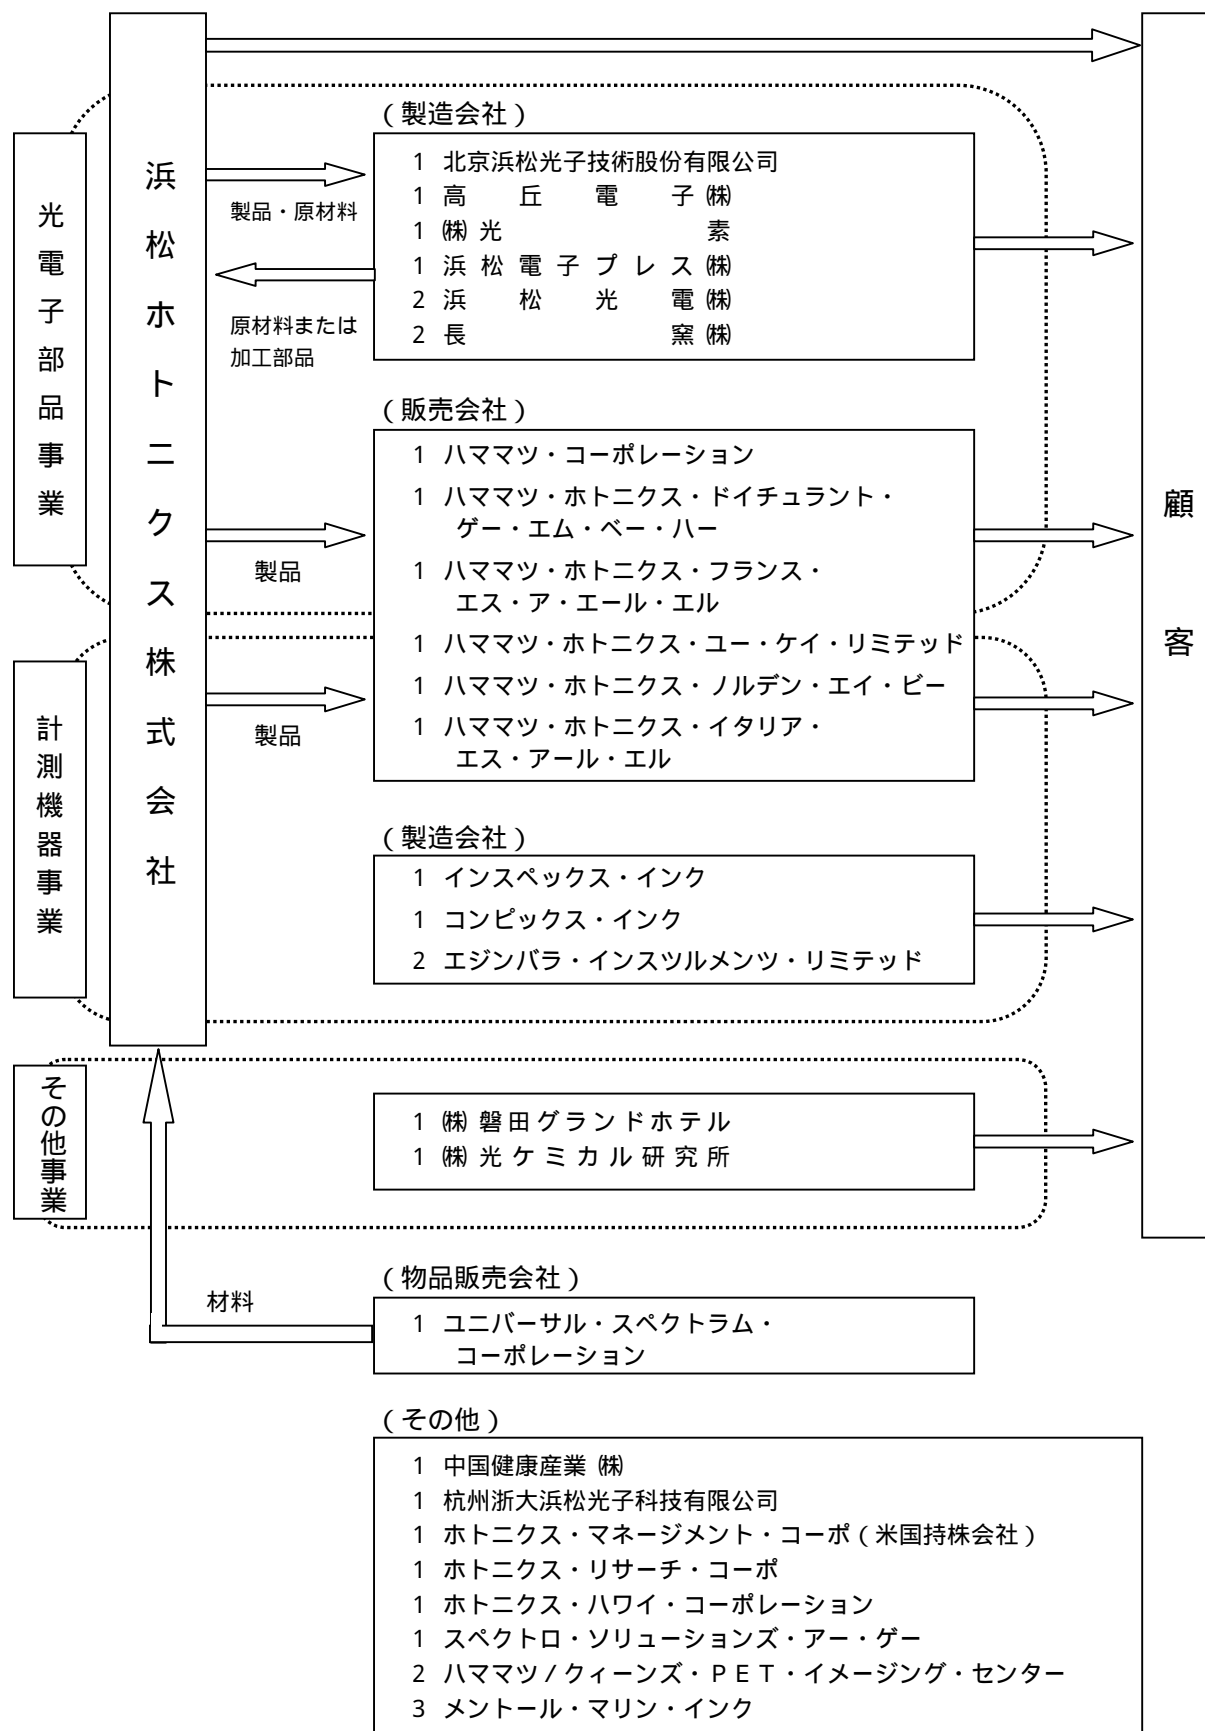 浜松ホトニクス株式会社
光電子部品事業
計測機器事業
その他事業
顧客
(製造会社)
1 北京浜松光子技術股份有限公司
1 高丘電子㈱
1 ㈱光素
1 浜松電子プレス㈱
2 浜松光電㈱
2 長窯㈱
製品・原材料
原材料または
加工部品
(販売会社)
1 ハママツ・コーポレーション
1 ハママツ・ホトニクス・ドイチュラント・
ゲー・エム・ベー・ハー
1 ハママツ・ホトニクス・フランス・
エス・ア・エール・エル
1 ハママツ・ホトニクス・ユー・ケイ・リミテッド
1 ハママツ・ホトニクス・ノルデン・エイ・ビー
1 ハママツ・ホトニクス・イタリア・
エス・アール・エル
製品
製品
(製造会社)
1 インスペックス・インク
1 コンピックス・インク
2 エジンバラ・インスツルメンツ・リミテッド
1 ㈱磐田グランドホテル
1 ㈱光ケミカル研究所
(物品販売会社)
1 ユニバーサル・スペクトラム・
コーポレーション
材料
(その他)
1 中国健康産業㈱
1 杭州浙大浜松光子科技有限公司
1 ホトニクス・マネージメント・コーポ(米国持株会社)
1 ホトニクス・リサーチ・コーポ
1 ホトニクス・ハワイ・コーポレーション
1 スペクトロ・ソリューションズ・アー・ゲー
2 ハママツ/クィーンズ・PET・イメージング・センター
3 メントール・マリン・インク